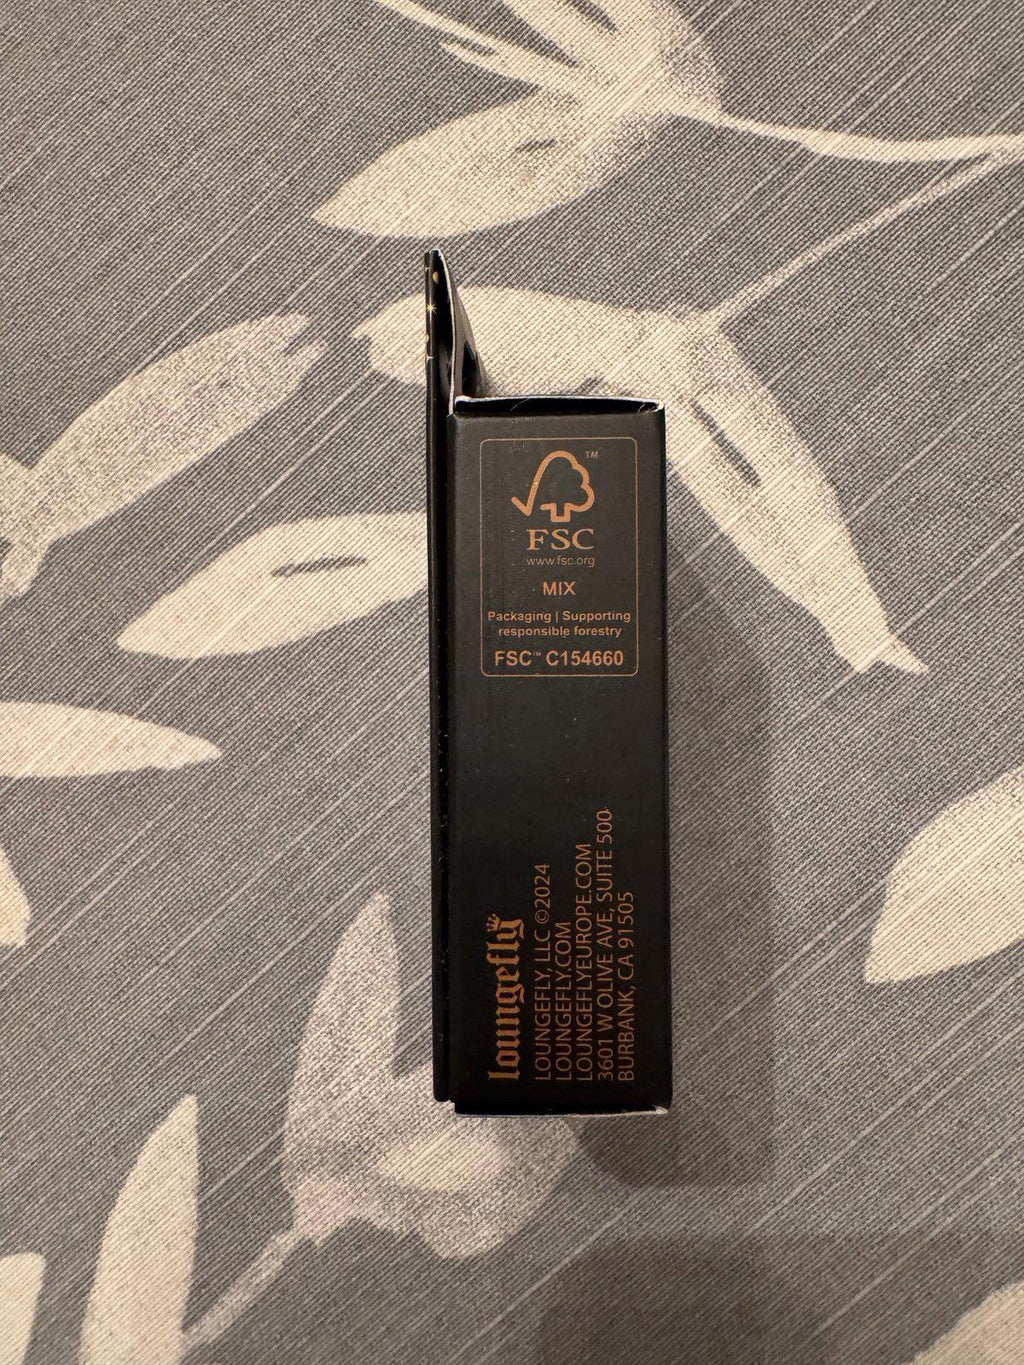 TM
FSC
www.fsc.org
MIX
Packaging | Supporting
responsible forestry
FSC™ C154660
loungefly
LOUNGEFLY, LLC ©2024
LOUNGEFLY.COM
LOUNGEFLYEUROPE.COM
3601 W OLIVE AVE, SUITE 500
BURBANK, CA 91505